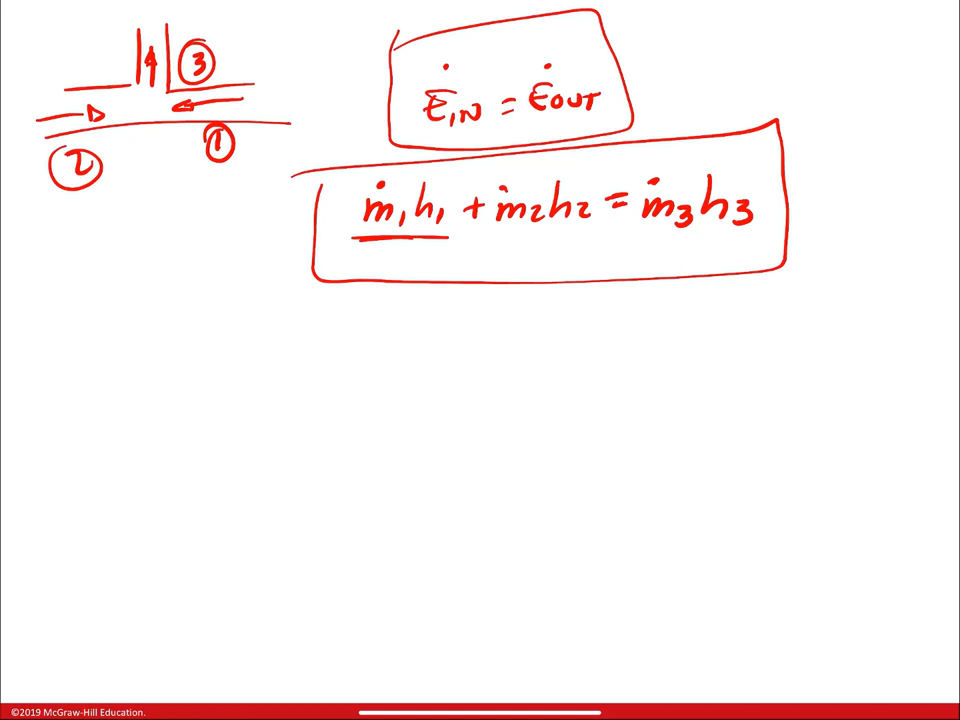 ③
②
①
Ė_IN = Ė_OUT
ṁ₁h₁ + ṁ₂h₂ = ṁ₃h₃
©2019 McGraw-Hill Education.